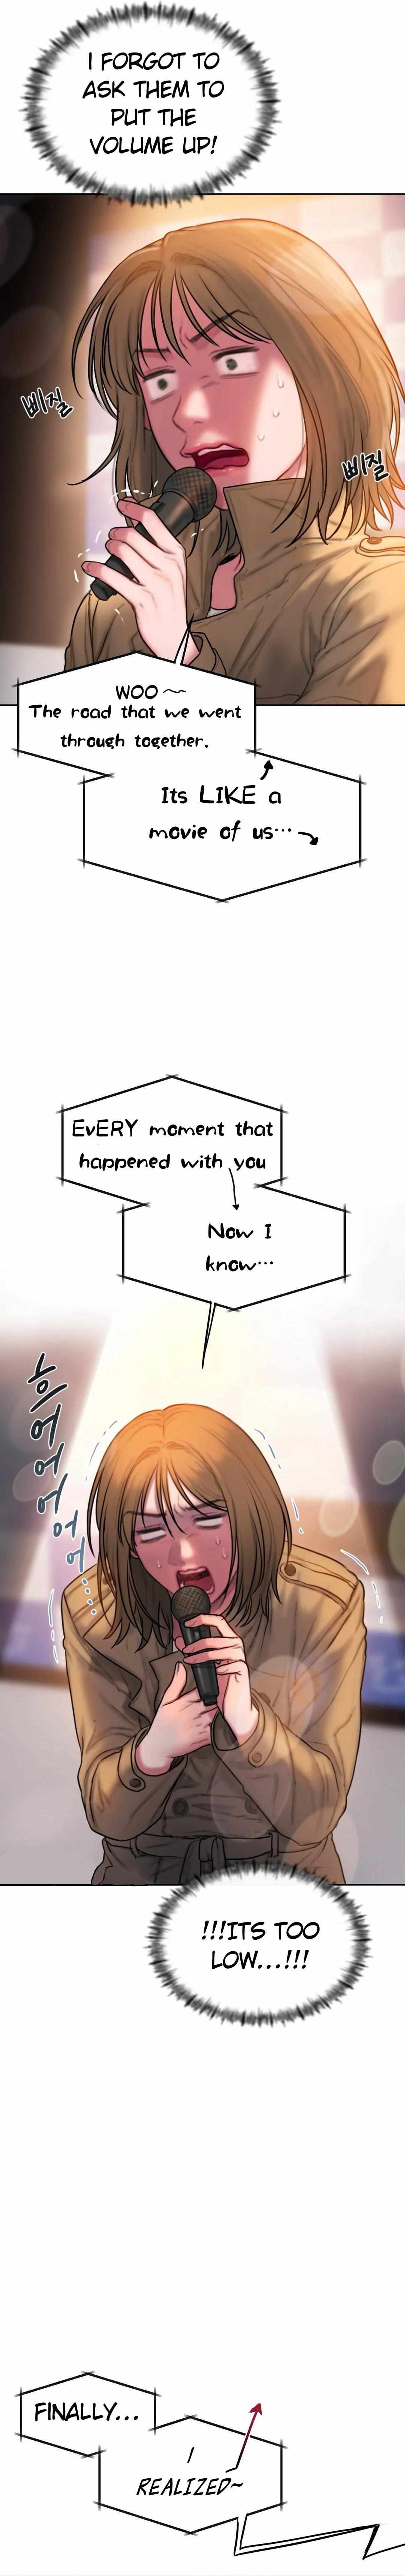 I FORGOT TO
ASK THEM TO
PUT THE
VOLUME UP!
삐질
삐질
WOO~
The road that we went
through together.
Its LIKE a
movie of us...
EvERY moment that
happened with you
Now I
know...
흐어어어어어...
!!!ITS TOO
LOW...!!!
FINALLY...
I
REALIZED~